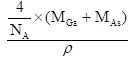 4/N_A × (M_Ga + M_As)
ρ